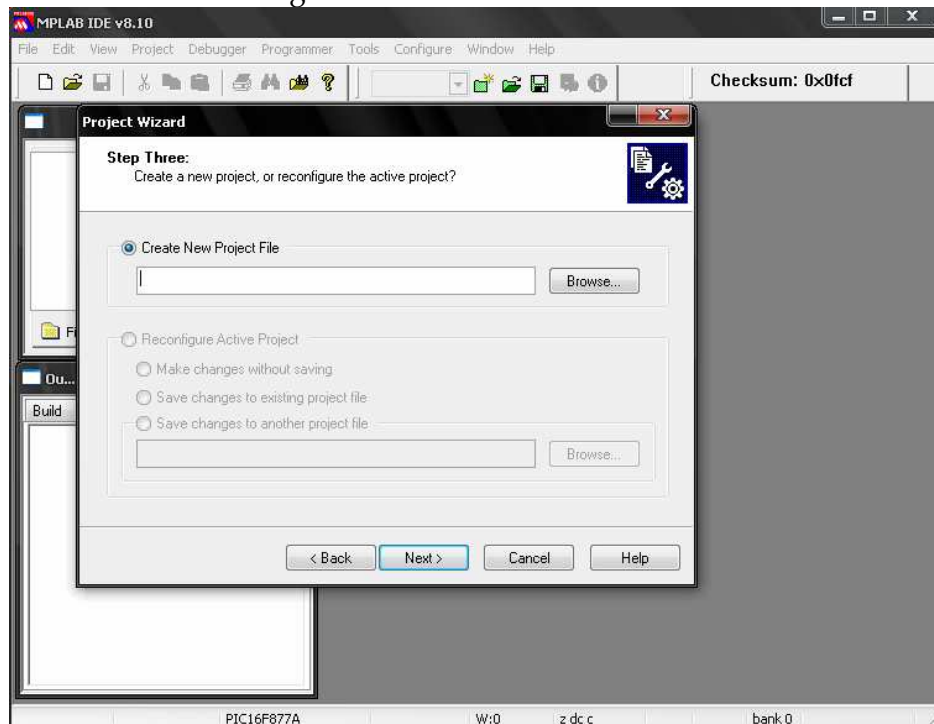 MPLAB IDE v8.10
File Edit View Project Debugger Programmer Tools Configure Window Help
Checksum: 0x0fcf
Project Wizard
Step Three:
Create a new project, or reconfigure the active project?
Create New Project File
Browse...
Reconfigure Active Project
Make changes without saving
Save changes to existing project file
Save changes to another project file
Browse...
< Back Next > Cancel Help
Ou...
Build
PIC16F877A W:0 z dc c bank 0